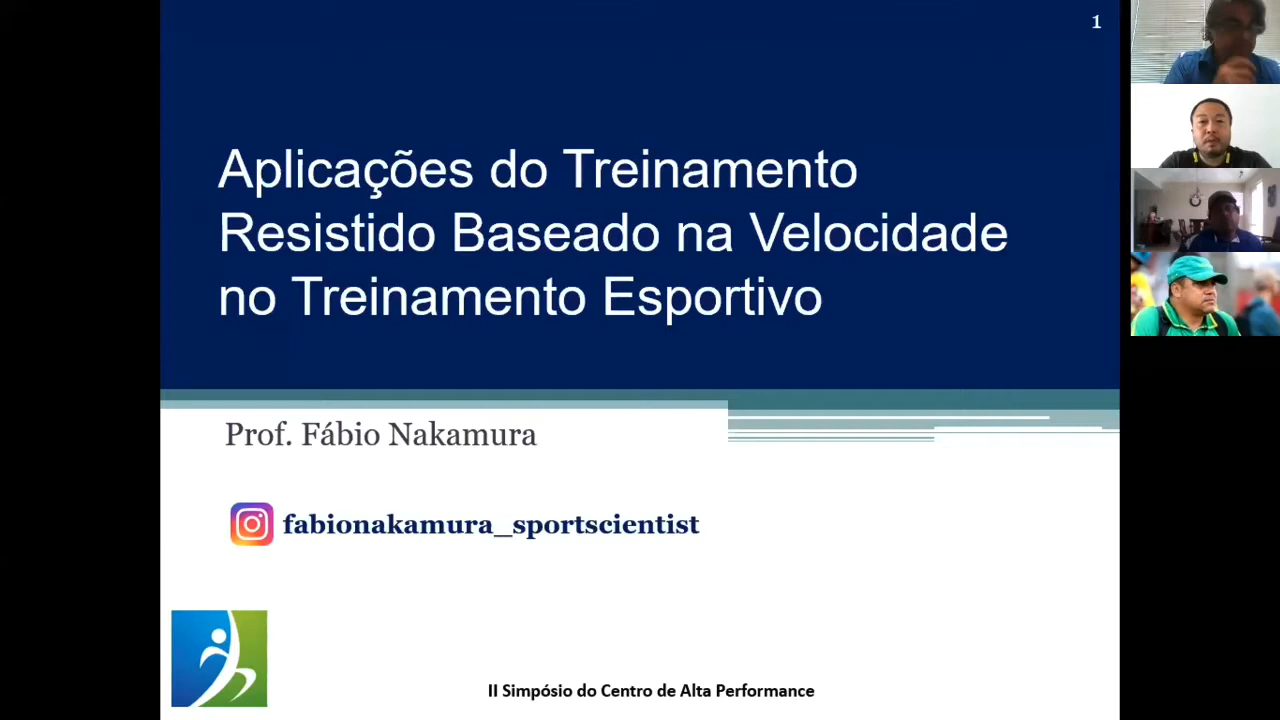 1
Aplicações do Treinamento
Resistido Baseado na Velocidade
no Treinamento Esportivo
Prof. Fábio Nakamura
fabionakamura_sportscientist
II Simpósio do Centro de Alta Performance